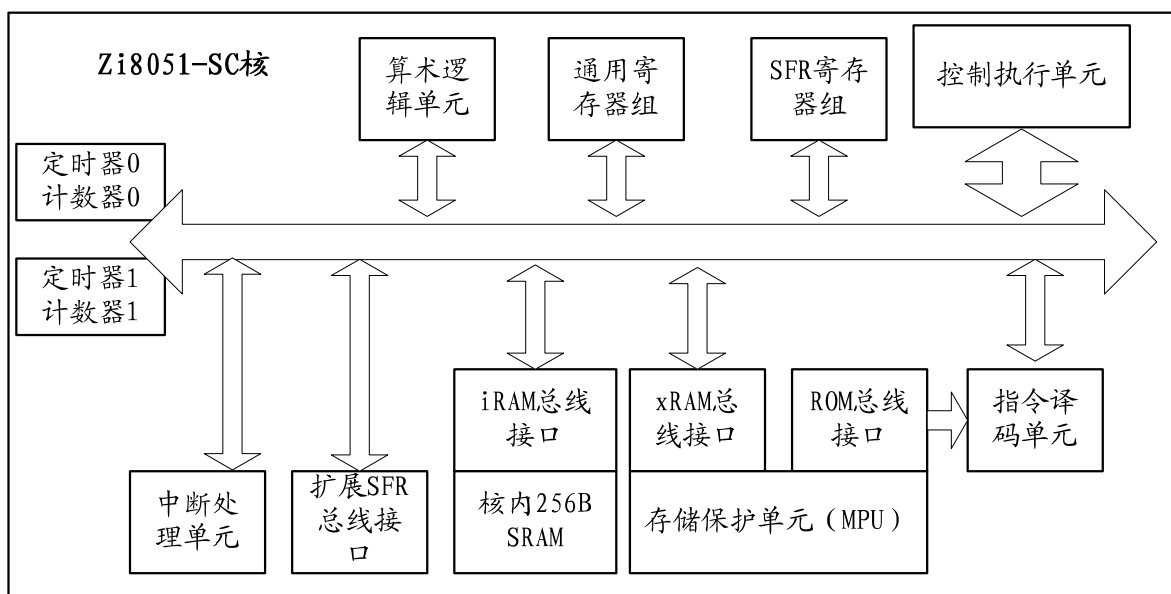 Zi8051-SC核
算术逻
辑单元
通用寄
存器组
SFR寄存
器组
控制执行单元
定时器0
计数器0
定时器1
计数器1
iRAM总线
接口
xRAM总
线接口
ROM总线
接口
指令译
码单元
中断处
理单元
扩展SFR
总线接
口
核内256B
SRAM
存储保护单元（MPU）